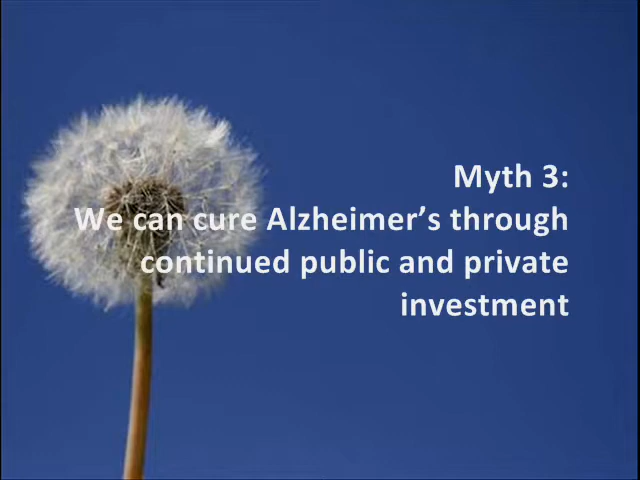 Myth 3:
We can cure Alzheimer’s through
continued public and private
investment